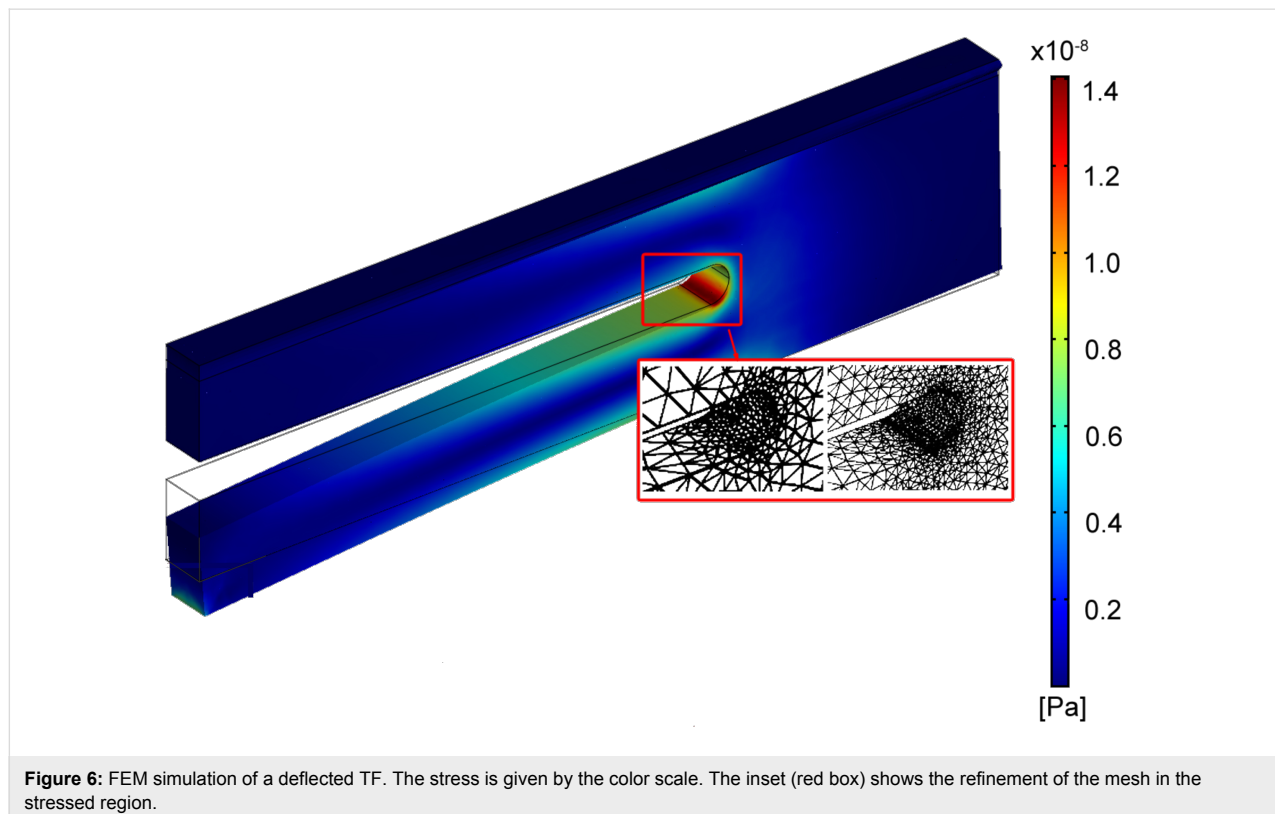 x10⁻⁸
1.4
1.2
1.0
0.8
0.6
0.4
0.2
[Pa]
Figure 6: FEM simulation of a deflected TF. The stress is given by the color scale. The inset (red box) shows the refinement of the mesh in the
stressed region.